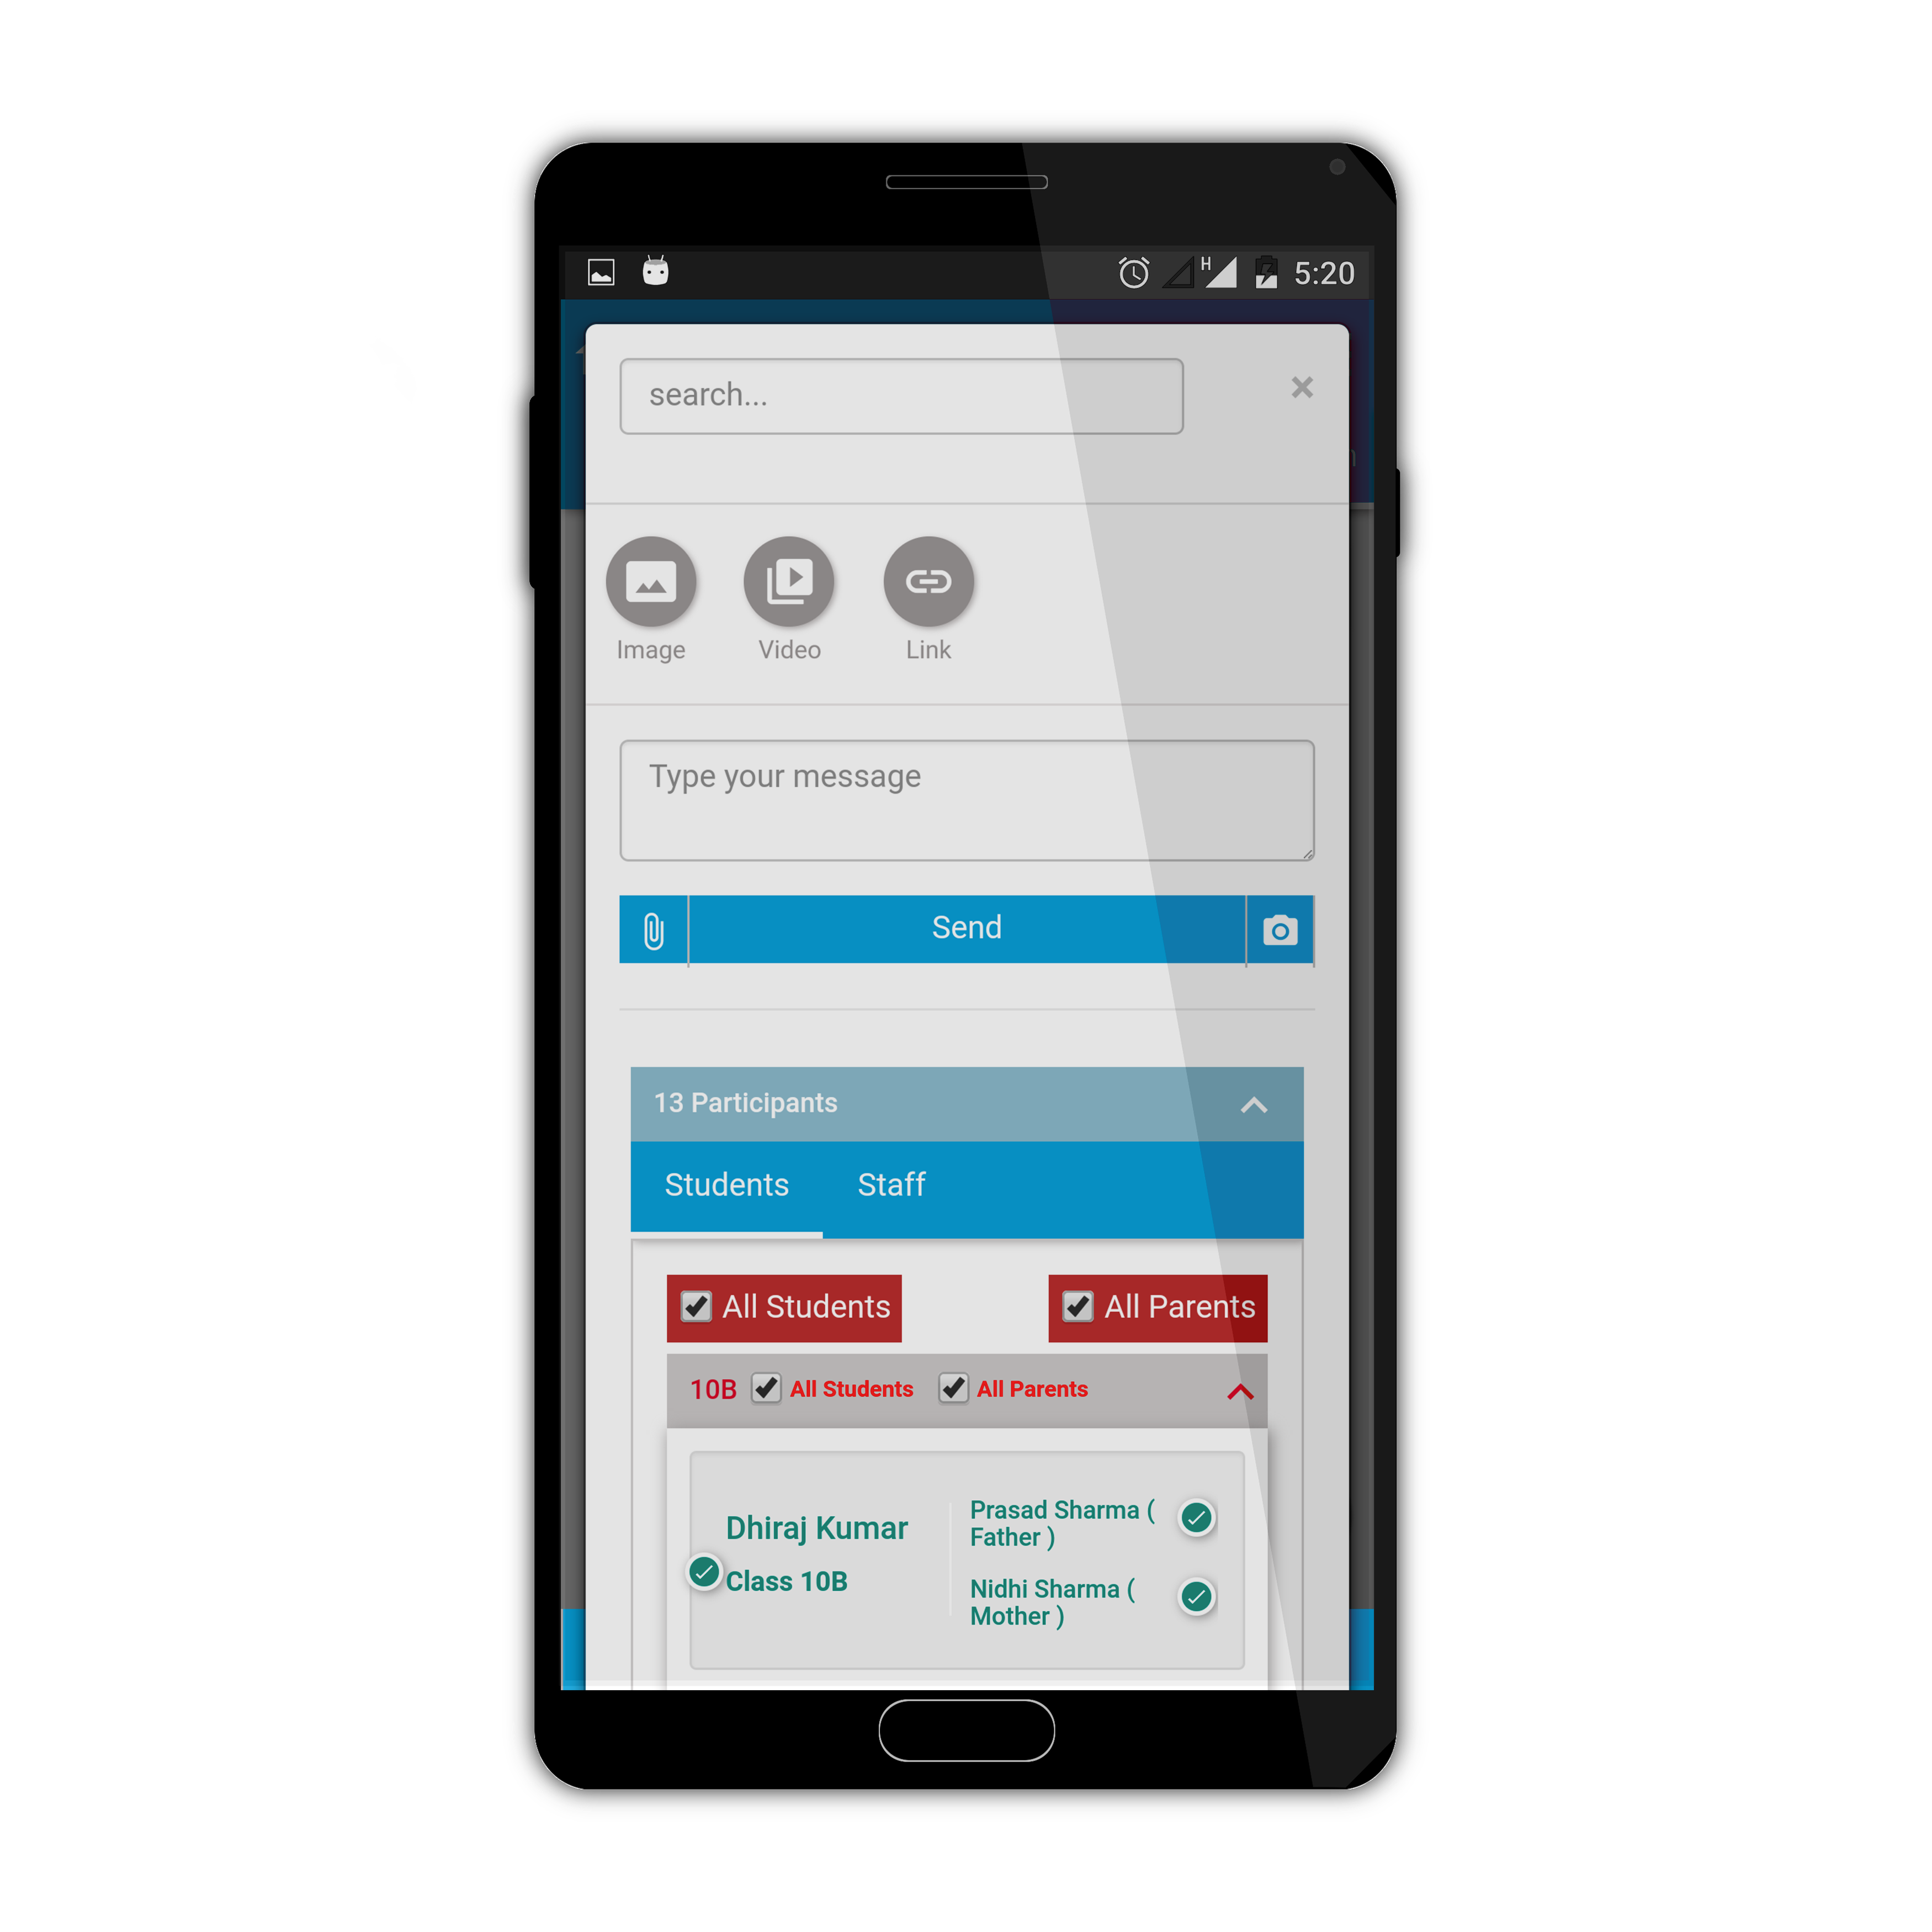 H 5:20
search...
Image Video Link
Type your message
Send
13 Participants
Students Staff
All Students All Parents
10B All Students All Parents
Dhiraj Kumar
Class 10B
Prasad Sharma (
Father )
Nidhi Sharma (
Mother )